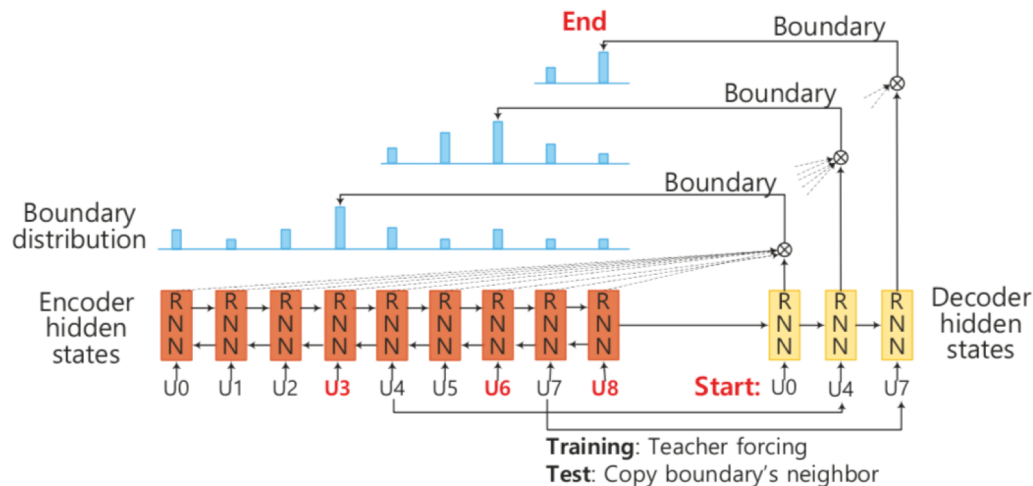 End
Boundary
Boundary
Boundary
Boundary
distribution
Encoder
hidden
states
R
N
N
R
N
N
R
N
N
R
N
N
R
N
N
R
N
N
R
N
N
R
N
N
R
N
N
R
N
N
R
N
N
R
N
N
Decoder
hidden
states
U0 U1 U2 U3 U4 U5 U6 U7 U8 Start: U0 U4 U7
Training: Teacher forcing
Test: Copy boundary's neighbor